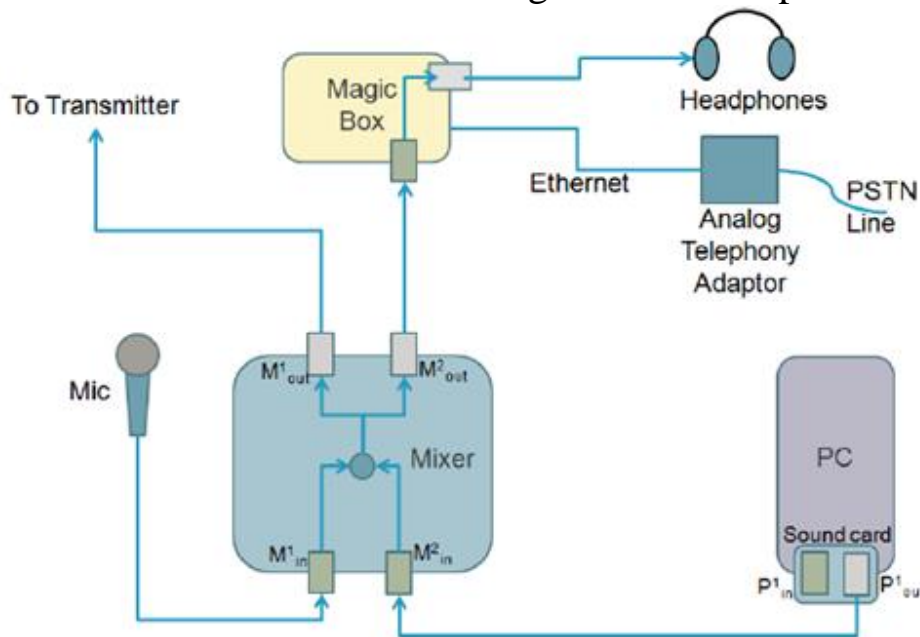 To Transmitter
Magic
Box
Headphones
Ethernet
PSTN
Line
Analog
Telephony
Adaptor
Mic
M¹out
M²out
Mixer
PC
M¹in
M²in
Sound card
P¹in
P¹ou